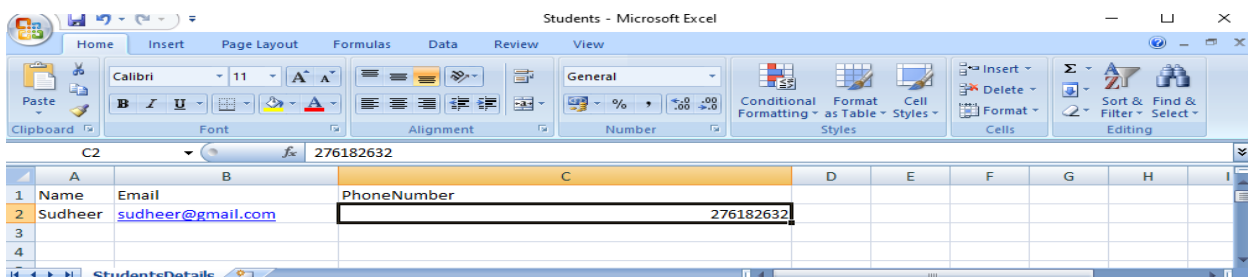 Students - Microsoft Excel
Home Insert Page Layout Formulas Data Review View
Calibri 11 A A General Σ Insert
Paste B I U A % , .00 Conditional Format Cell Delete Sort & Find &
Formatting as Table Styles Format Filter Select
Clipboard Font Alignment Number Styles Cells Editing
C2 fx 276182632
A B C D E F G H I
1 Name Email PhoneNumber
2 Sudheer sudheer@gmail.com 276182632
3
4
StudentsDetails